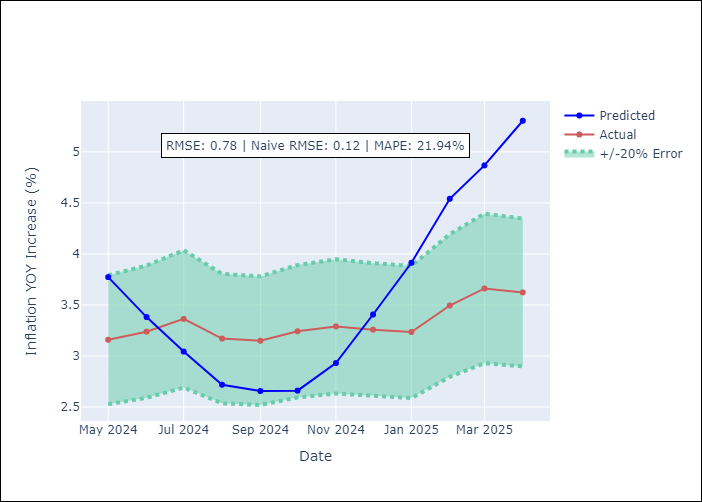 RMSE: 0.78 | Naive RMSE: 0.12 | MAPE: 21.94%
Predicted
Actual
+/-20% Error
Inflation YOY Increase (%)
5
4.5
4
3.5
3
2.5
May 2024
Jul 2024
Sep 2024
Nov 2024
Jan 2025
Mar 2025
Date